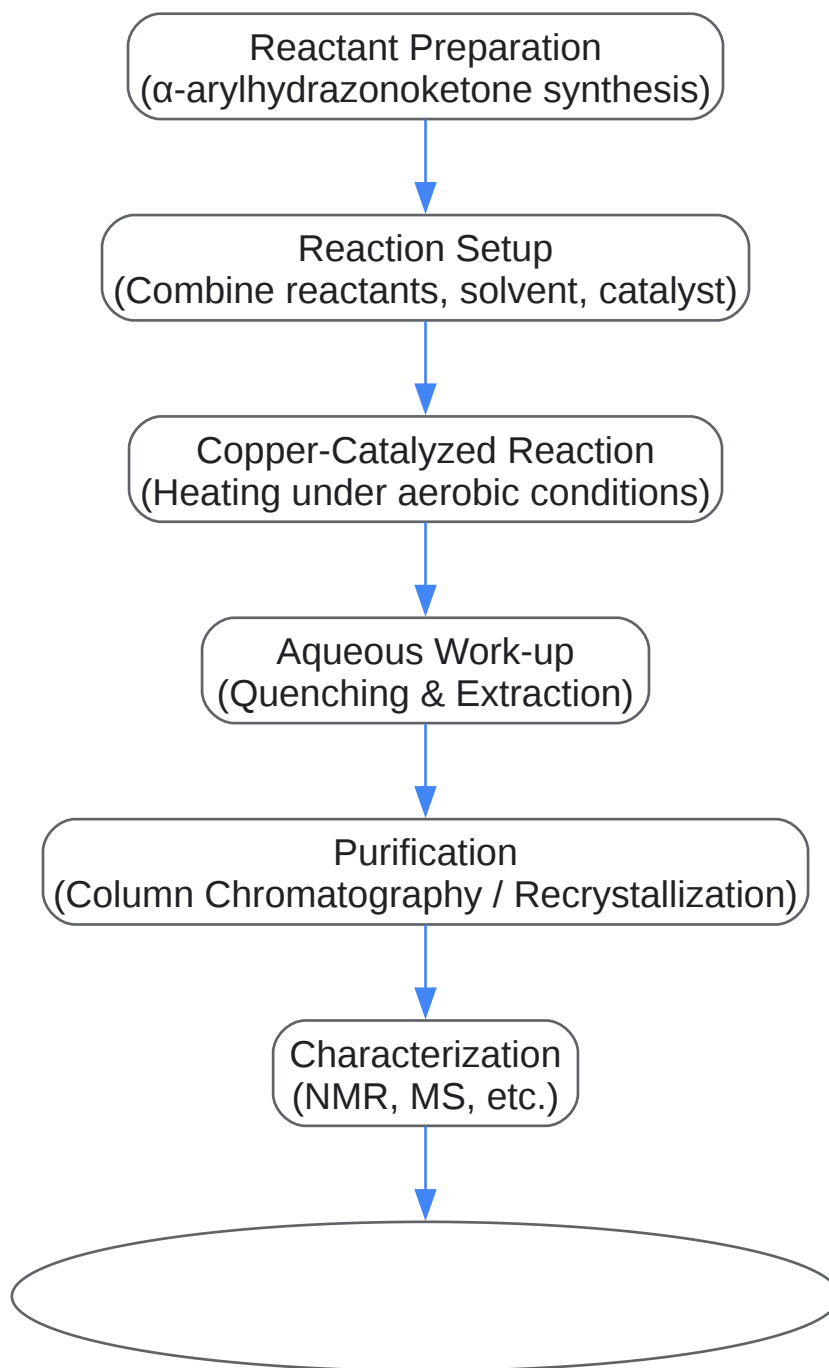 Reactant Preparation
(α-arylhydrazonoketone synthesis)
Reaction Setup
(Combine reactants, solvent, catalyst)
Copper-Catalyzed Reaction
(Heating under aerobic conditions)
Aqueous Work-up
(Quenching & Extraction)
Purification
(Column Chromatography / Recrystallization)
Characterization
(NMR, MS, etc.)